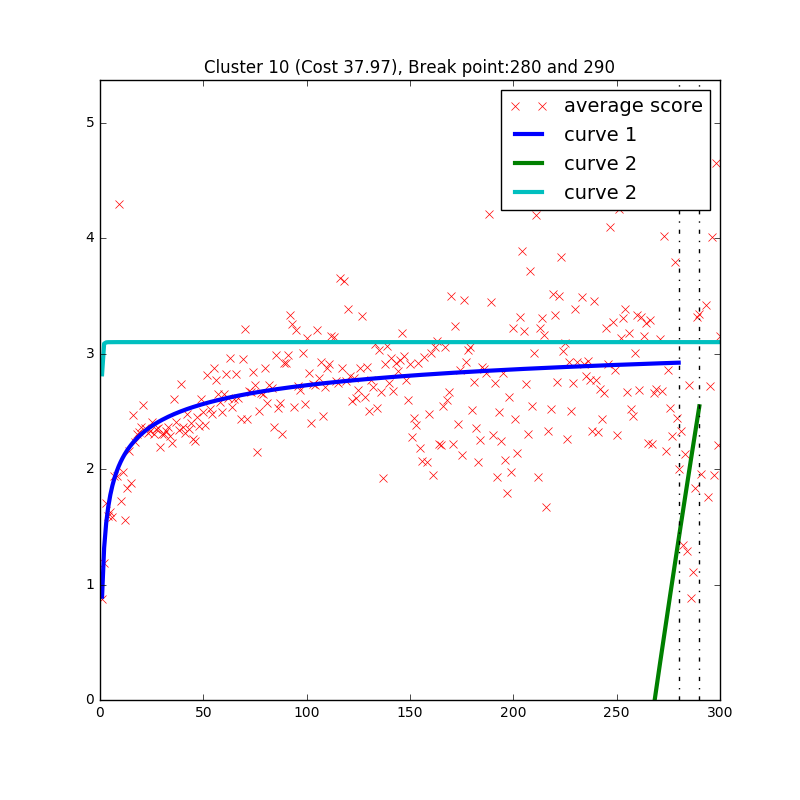 Cluster 10 (Cost 37.97), Break point:280 and 290
average score
curve 1
curve 2
curve 2
5
4
3
2
1
0
0 50 100 150 200 250 300